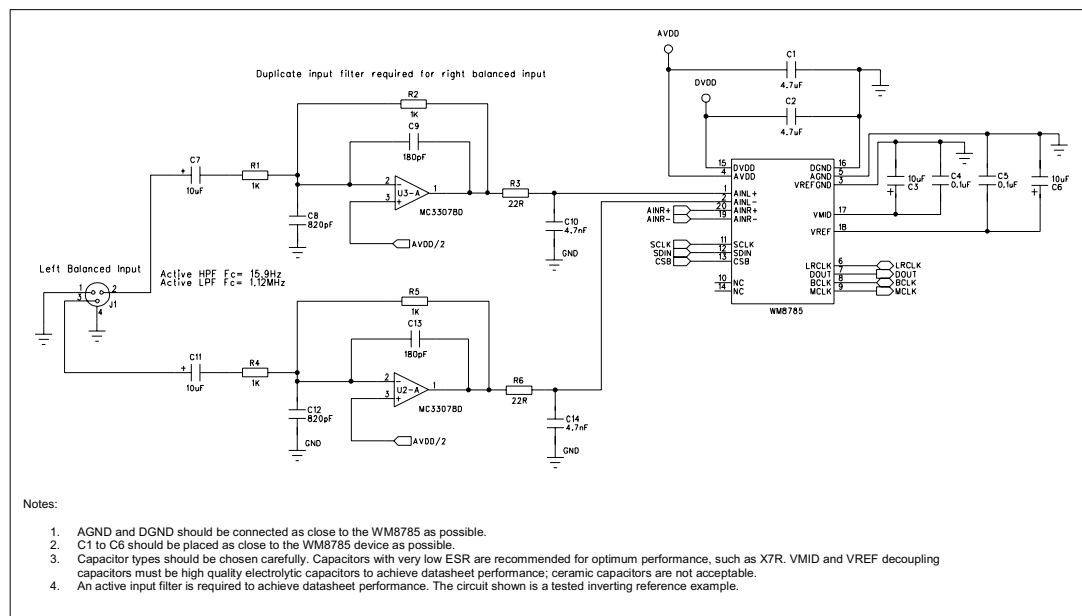 AVDD
C1
4.7uF
Duplicate input filter required for right balanced input
DVDD
R2
1K
C2
4.7uF
C9
180pF
C7
10uF
R1
1K
15 DVDD
4 AVDD
DGND 16
AGND 5
VREFGND 3
10uF
C3
C4
0.1uF
C5
0.1uF
10uF
C6
2
3
U3-A
1
MC33078D
R3
22R
1 AINL+
2 AINL-
AINR+ 20 AINR+
AINR- 19 AINR-
VMID 17
VREF 18
C8
820pF
C10
4.7nF
AVDD/2
GND
SCLK 11 SCLK
SDIN 12 SDIN
CSB 13 CSB
LRCLK 6 LRCLK
DOUT 7 DOUT
BCLK 8 BCLK
MCLK 9 MCLK
10 NC
14 NC
WM8785
Left Balanced Input
Active HPF Fc= 15.9Hz
Active LPF Fc= 1.12MHz
1
2
3
J1
4
R5
1K
C13
180pF
C11
10uF
R4
1K
2
3
U2-A
1
MC33078D
R6
22R
C12
820pF
GND
C14
4.7nF
AVDD/2
GND
Notes:
1. AGND and DGND should be connected as close to the WM8785 as possible.
2. C1 to C6 should be placed as close to the WM8785 device as possible.
3. Capacitor types should be chosen carefully. Capacitors with very low ESR are recommended for optimum performance, such as X7R. VMID and VREF decoupling
capacitors must be high quality electrolytic capacitors to achieve datasheet performance; ceramic capacitors are not acceptable.
4. An active input filter is required to achieve datasheet performance. The circuit shown is a tested inverting reference example.